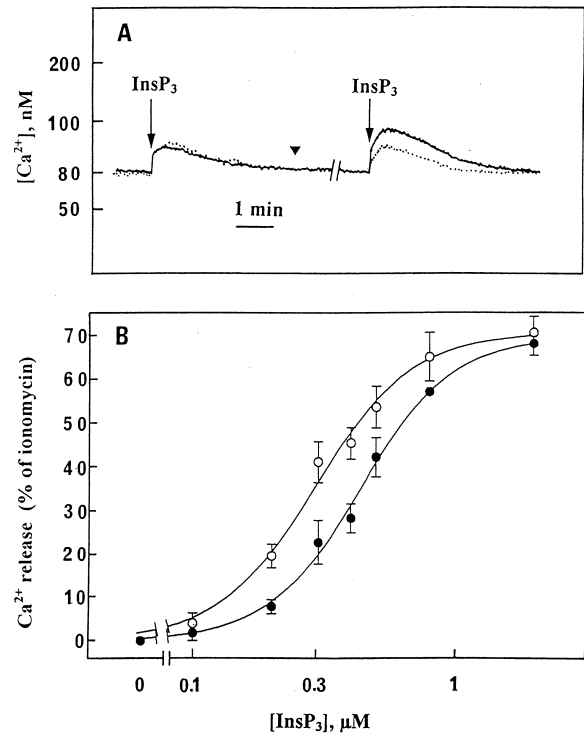 A
200
100
80
50
[Ca²⁺], nM
InsP₃
InsP₃
1 min
B
70
60
50
40
30
20
10
0
Ca²⁺ release (% of ionomycin)
0
0.1
0.3
1
[InsP₃], μM